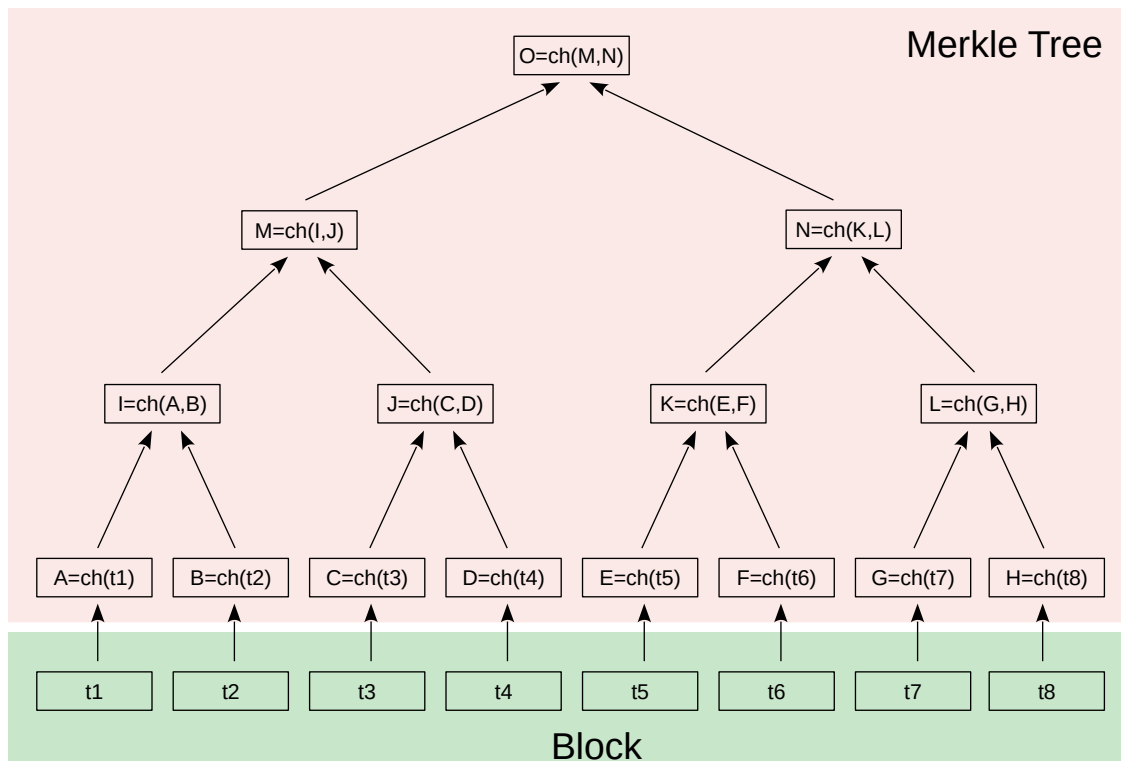 Merkle Tree
O=ch(M,N)
M=ch(I,J)
N=ch(K,L)
I=ch(A,B)
J=ch(C,D)
K=ch(E,F)
L=ch(G,H)
A=ch(t1)
B=ch(t2)
C=ch(t3)
D=ch(t4)
E=ch(t5)
F=ch(t6)
G=ch(t7)
H=ch(t8)
t1
t2
t3
t4
t5
t6
t7
t8
Block